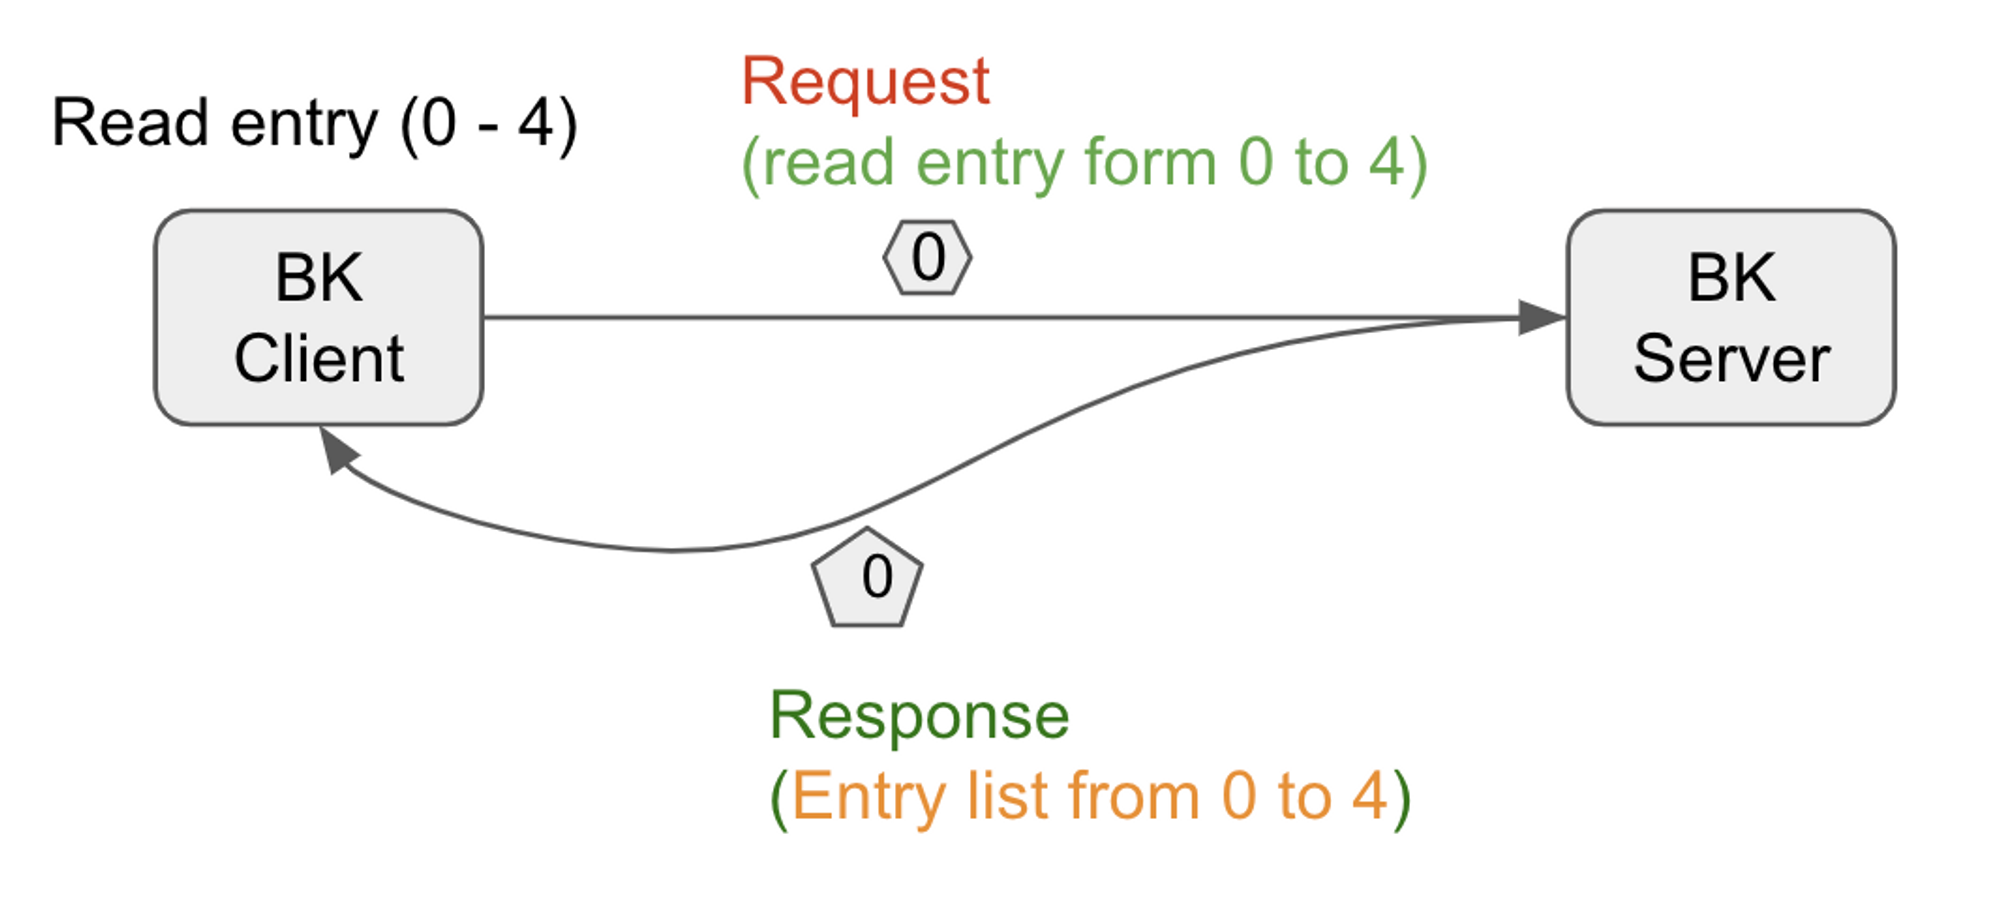 Request
Read entry (0 - 4)
(read entry form 0 to 4)
0
BK
Client
BK
Server
0
Response
(Entry list from 0 to 4)